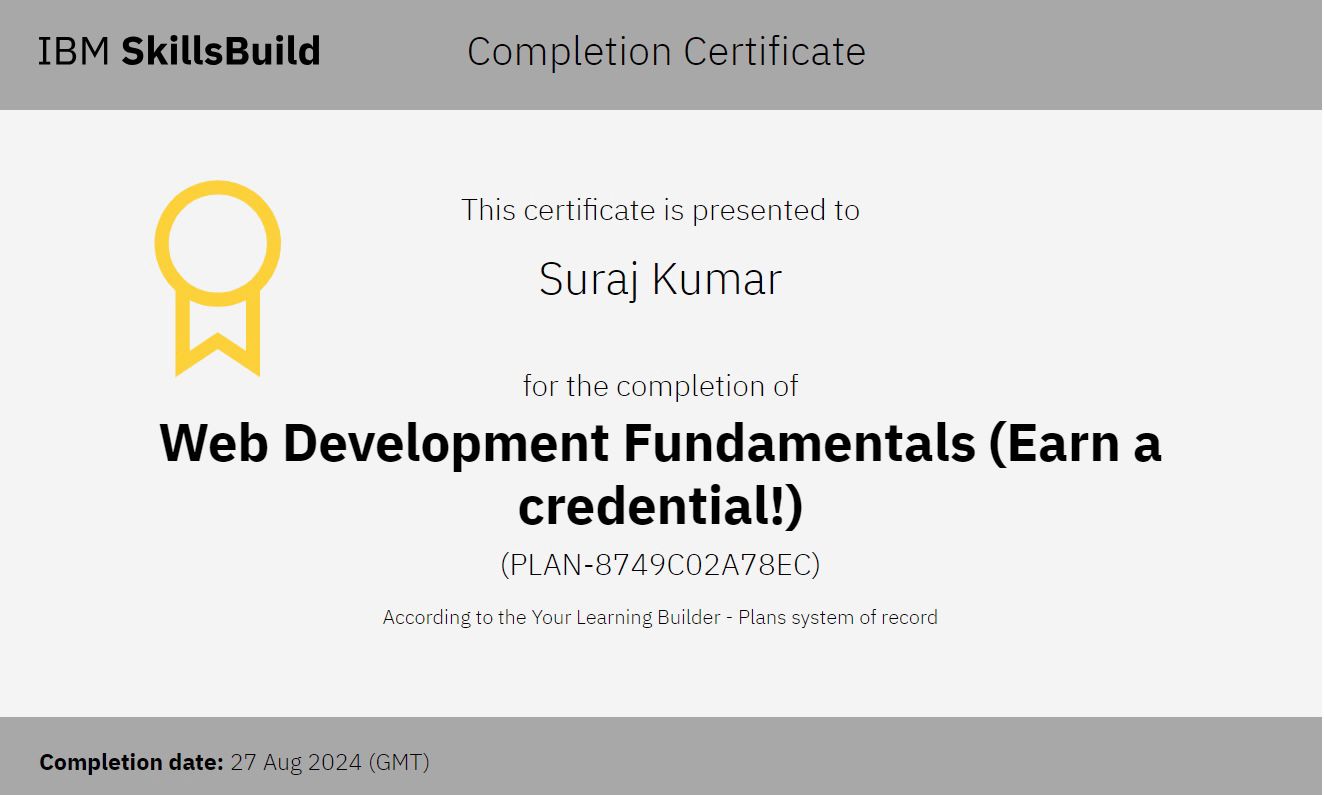 IBM SkillsBuild
Completion Certificate
This certificate is presented to
Suraj Kumar
for the completion of
Web Development Fundamentals (Earn a
credential!)
(PLAN-8749C02A78EC)
According to the Your Learning Builder - Plans system of record
Completion date: 27 Aug 2024 (GMT)